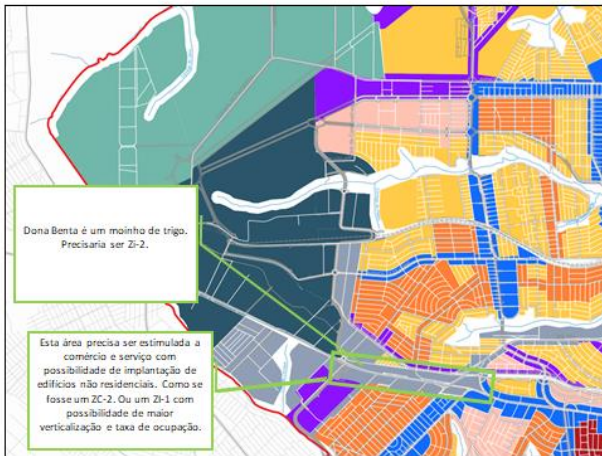 Dona Benta é um moinho de trigo.
Precisaria ser Zi-2.
Esta área precisa ser estimulada a
comércio e serviço com
possibilidade de implantação de
edifícios não residenciais. Como se
fosse um ZC-2. Ou um ZI-1 com
possibilidade de maior
verticalização e taxa de ocupação.